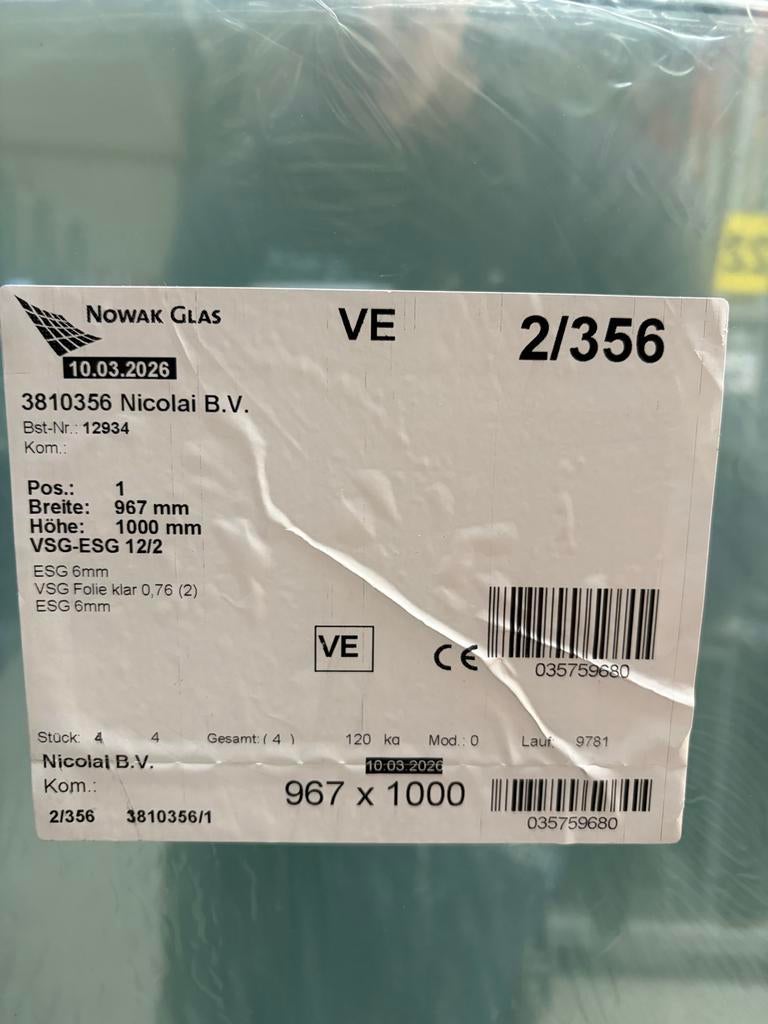 NOWAK GLAS
VE
2/356
10.03.2026
3810356 Nicolai B.V.
Bst-Nr.: 12934
Kom.:
Pos.: 1
Breite: 967 mm
Höhe: 1000 mm
VSG-ESG 12/2
ESG 6mm
VSG Folie klar 0,76 (2)
ESG 6mm
VE
CE
035759680
Stück: 4 4 Gesamt: ( 4 ) 120 kg Mod.: 0 Lauf: 9781
Nicolai B.V.
10.03.2026
Kom.:
967 x 1000
2/356 3810356/1
035759680